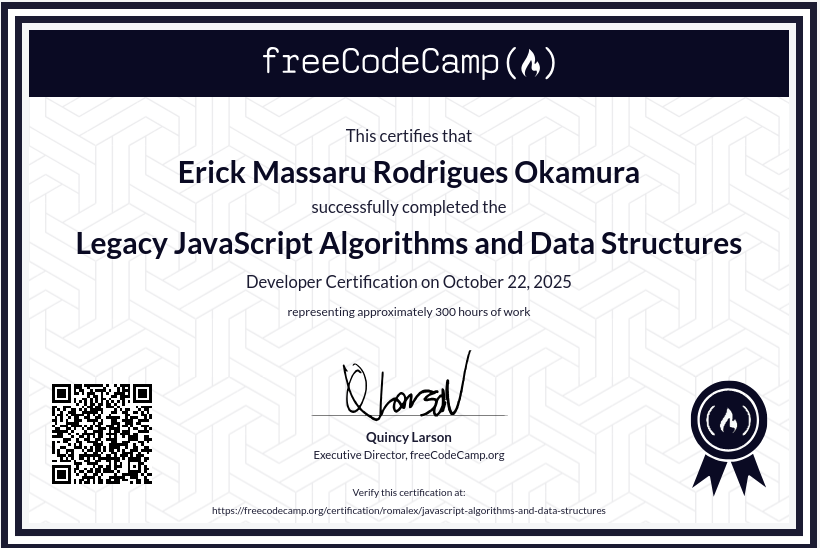 freeCodeCamp
This certifies that
Erick Massaru Rodrigues Okamura
successfully completed the
Legacy JavaScript Algorithms and Data Structures
Developer Certification on October 22, 2025
representing approximately 300 hours of work
Q Larson
Quincy Larson
Executive Director, freeCodeCamp.org
Verify this certification at:
https://freecodecamp.org/certification/romalex/javascript-algorithms-and-data-structures